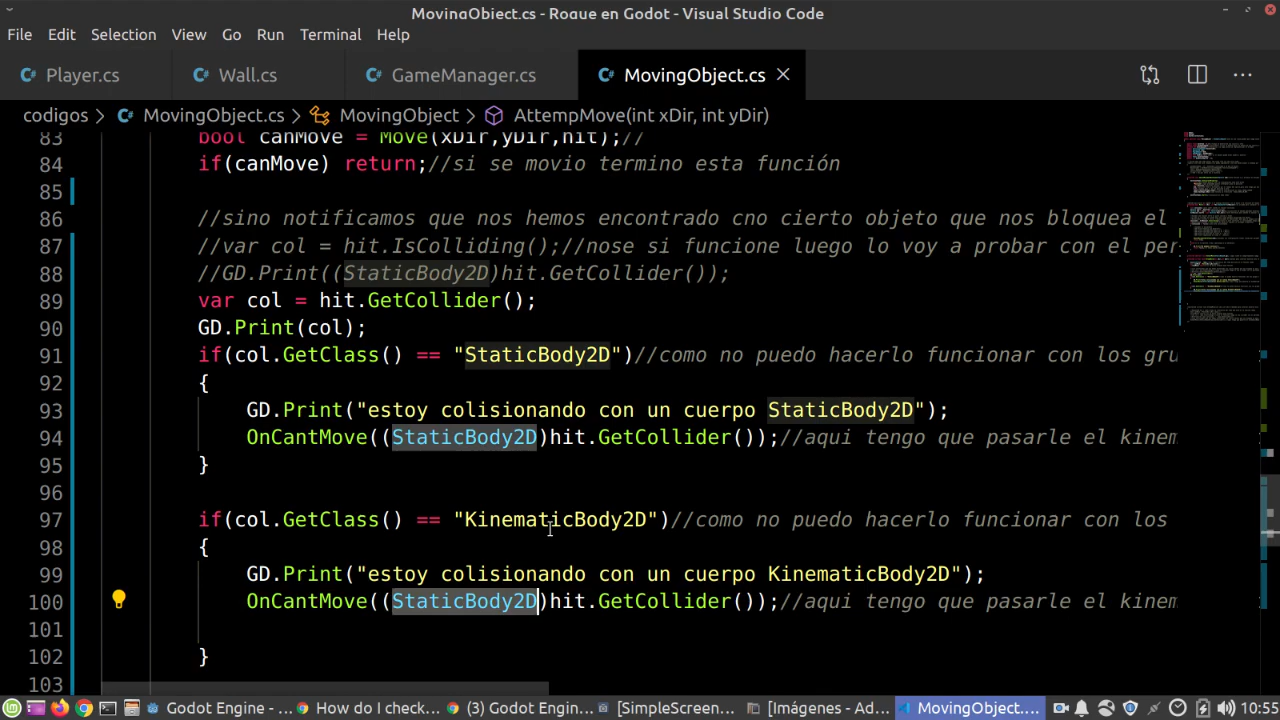 MovingObject.cs - Rogue en Godot - Visual Studio Code
File Edit Selection View Go Run Terminal Help
Player.cs Wall.cs GameManager.cs MovingObject.cs
codigos > MovingObject.cs > MovingObject > AttempMove(int xDir, int yDir)
83 bool canMove = Move(xDir,yDir,hit);//
84 if(canMove) return;//si se movio termino esta función
85
86 //sino notificamos que nos hemos encontrado cno cierto objeto que nos bloquea el
87 //var col = hit.IsColliding();//nose si funcione luego lo voy a probar con el per
88 //GD.Print((StaticBody2D)hit.GetCollider());
89 var col = hit.GetCollider();
90 GD.Print(col);
91 if(col.GetClass() == "StaticBody2D")//como no puedo hacerlo funcionar con los gru
92 {
93 GD.Print("estoy colisionando con un cuerpo StaticBody2D");
94 OnCantMove((StaticBody2D)hit.GetCollider());//aqui tengo que pasarle el kinem
95 }
96
97 if(col.GetClass() == "KinematicBody2D")//como no puedo hacerlo funcionar con los
98 {
99 GD.Print("estoy colisionando con un cuerpo KinematicBody2D");
100 OnCantMove((StaticBody2D)hit.GetCollider());//aqui tengo que pasarle el kinem
101
102 }
103
Godot Engine - ... How do I check... (3) Godot Engin... [SimpleScreen... [Imágenes - Ad... MovingObject.... 10:55